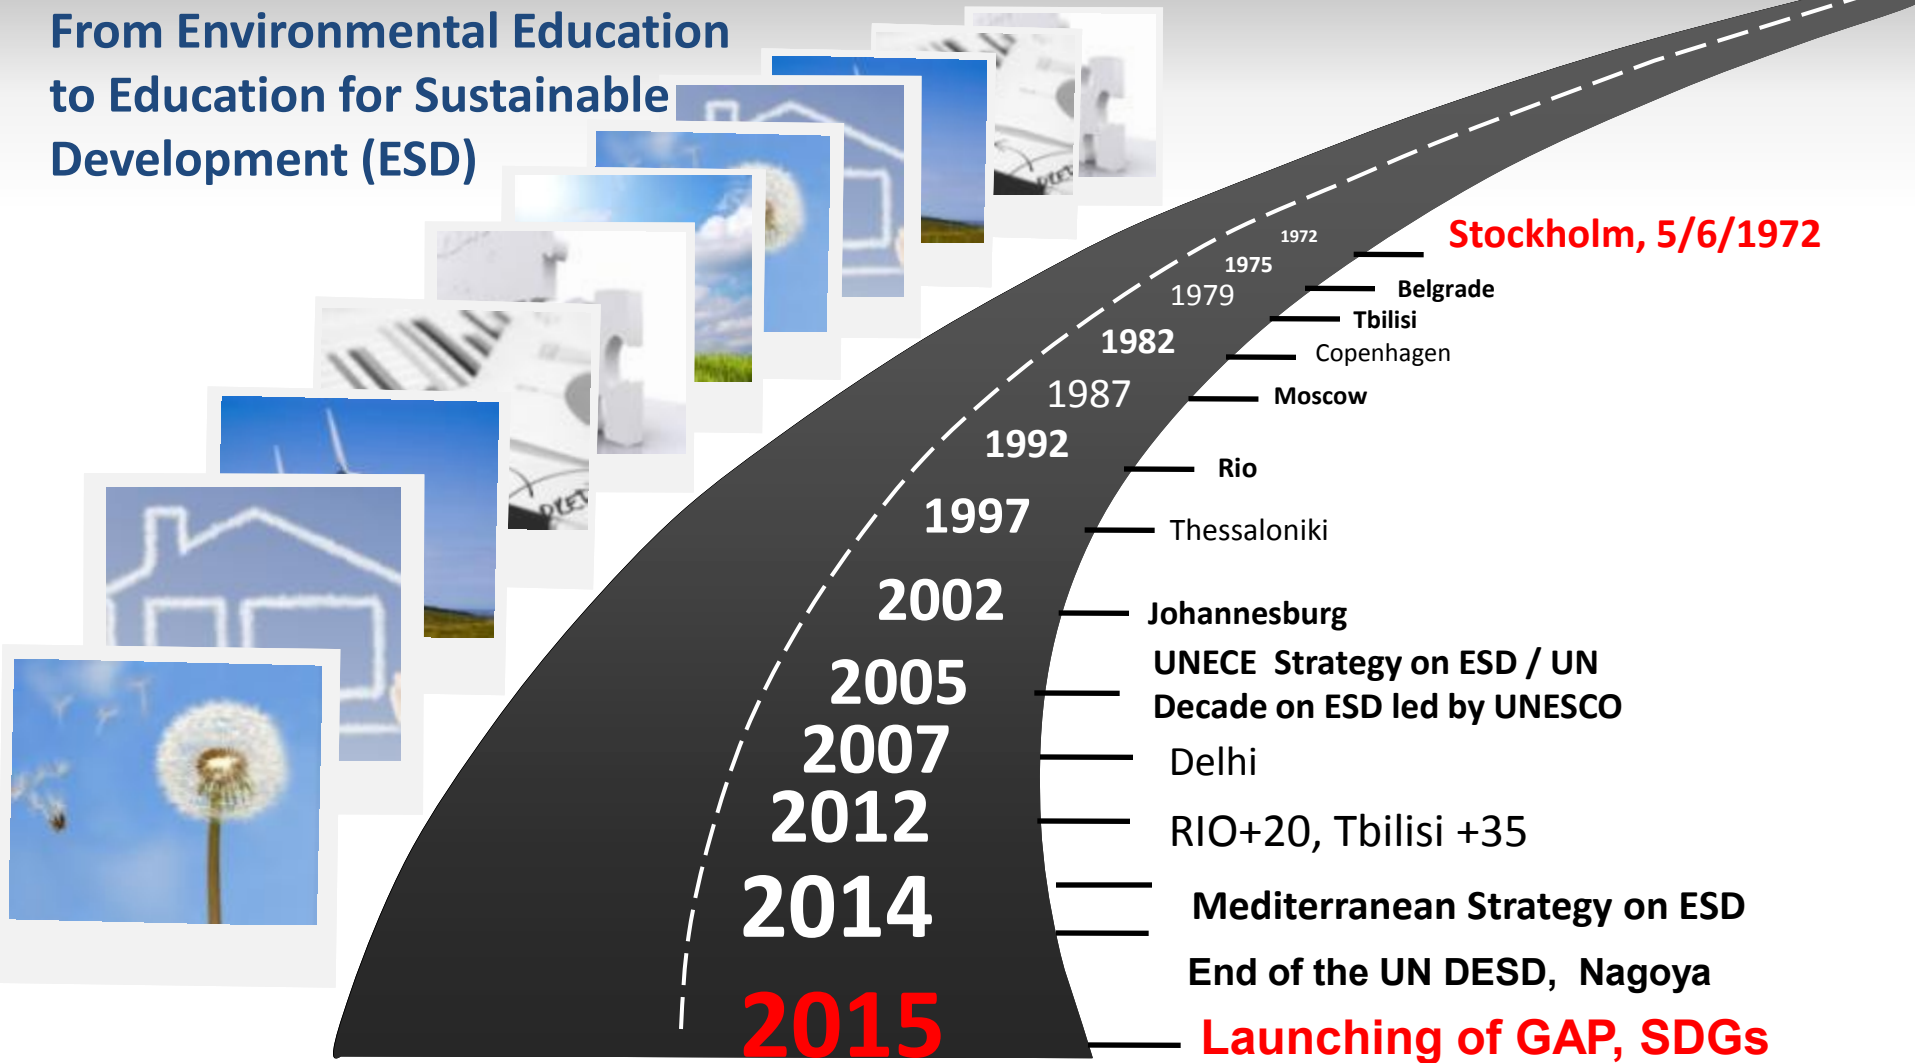 From Environmental Education
to Education for Sustainable
Development (ESD)
1972
Stockholm, 5/6/1972
1975
Belgrade
1979
Tbilisi
1982
Copenhagen
1987
Moscow
1992
Rio
1997
Thessaloniki
2002
Johannesburg
2005
UNECE  Strategy on ESD / UN
Decade on ESD led by UNESCO
2007
Delhi
2012
RIO+20, Tbilisi +35
2014
Mediterranean Strategy on ESD
End of the UN DESD,  Nagoya
2015
Launching of GAP, SDGs